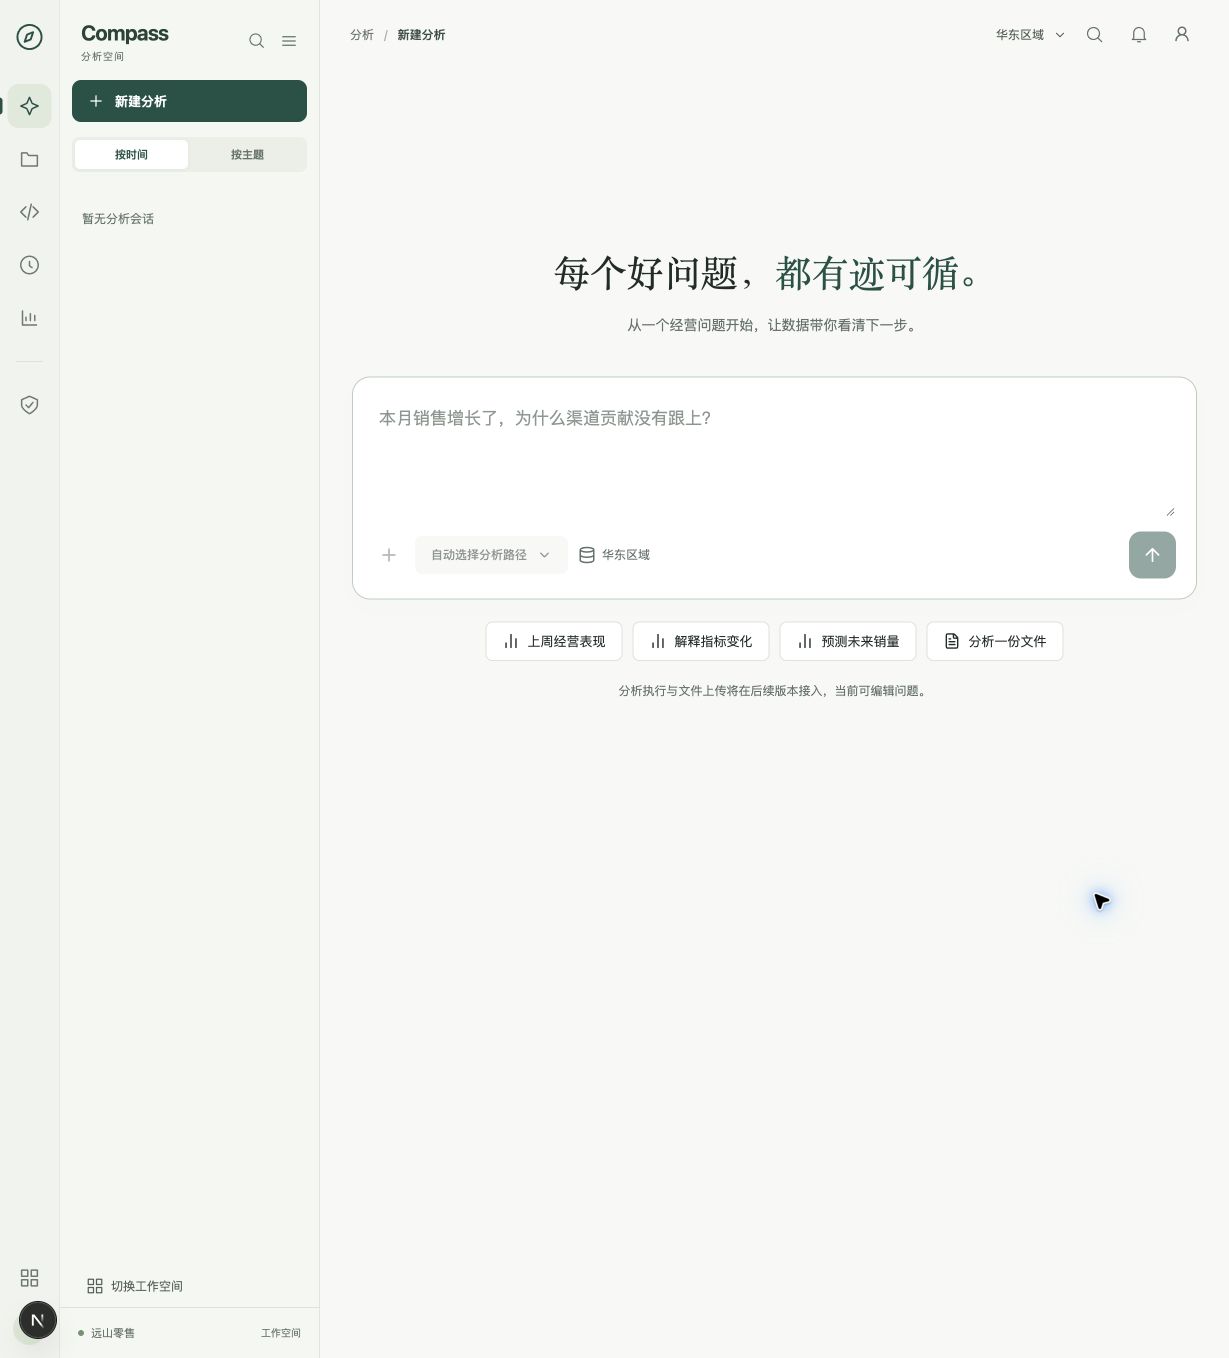 Compass
分析空间
新建分析
按时间
按主题
暂无分析会话
切换工作空间
远山零售
工作空间
分析 / 新建分析
华东区域
每个好问题，都有迹可循。
从一个经营问题开始，让数据带你看清下一步。
本月销售增长了，为什么渠道贡献没有跟上？
自动选择分析路径
华东区域
上周经营表现
解释指标变化
预测未来销量
分析一份文件
分析执行与文件上传将在后续版本接入，当前可编辑问题。
N